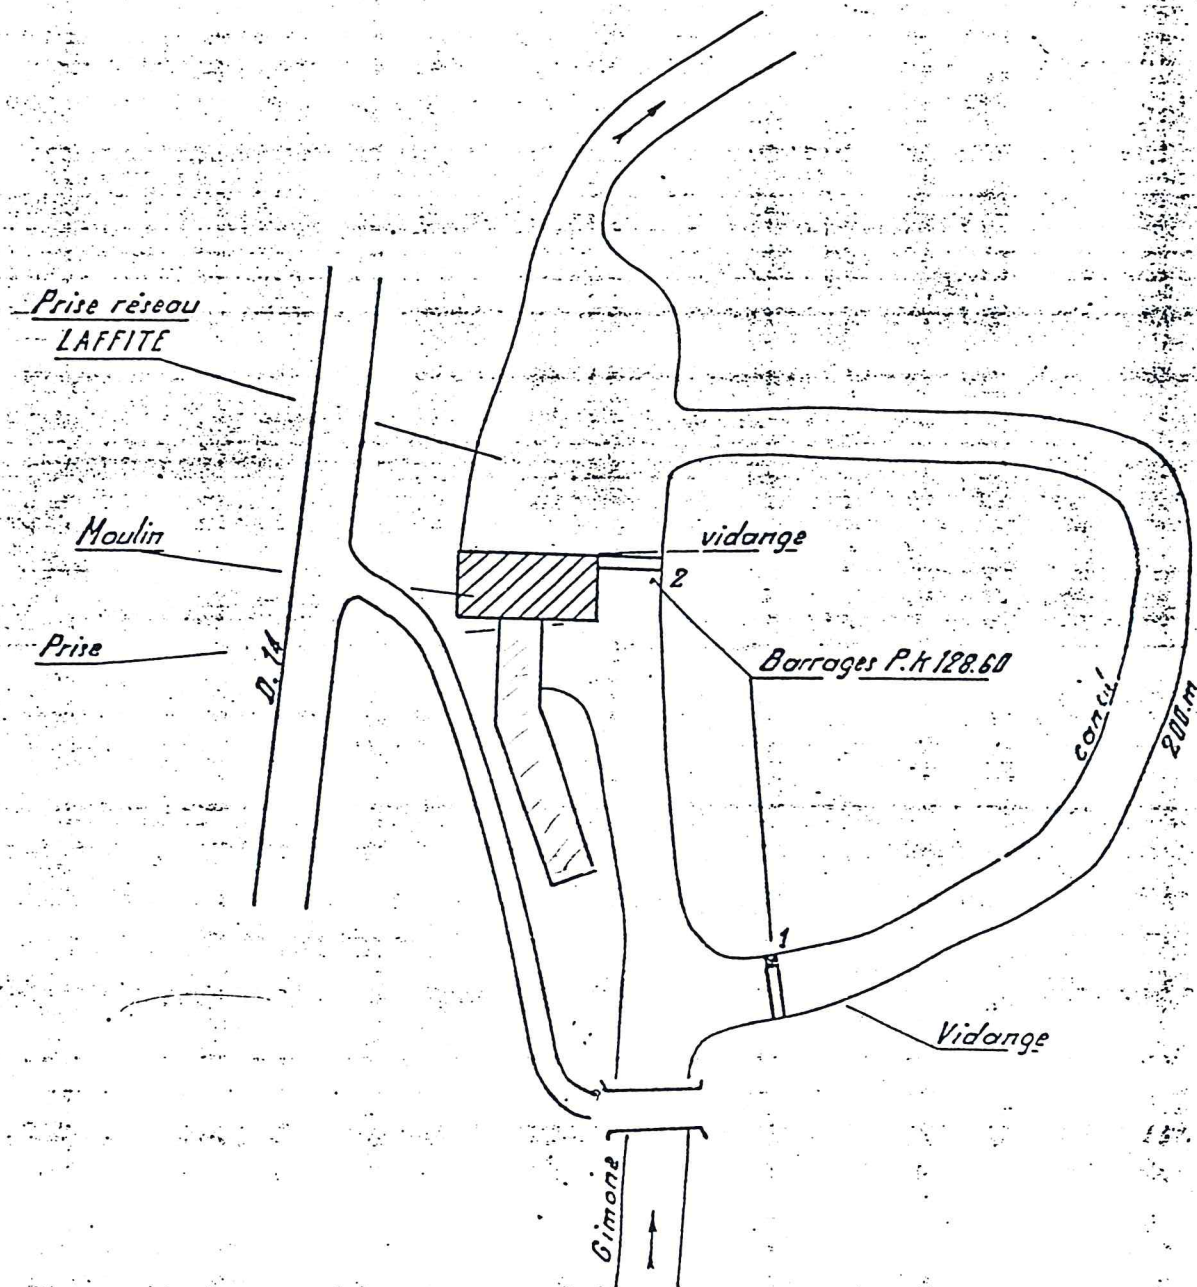 Prise réseau
LAFFITE
Moulin
vidange
2
Prise
D. 14
Barrages P.k 128.60
200.m
1
Vidange
Gimone